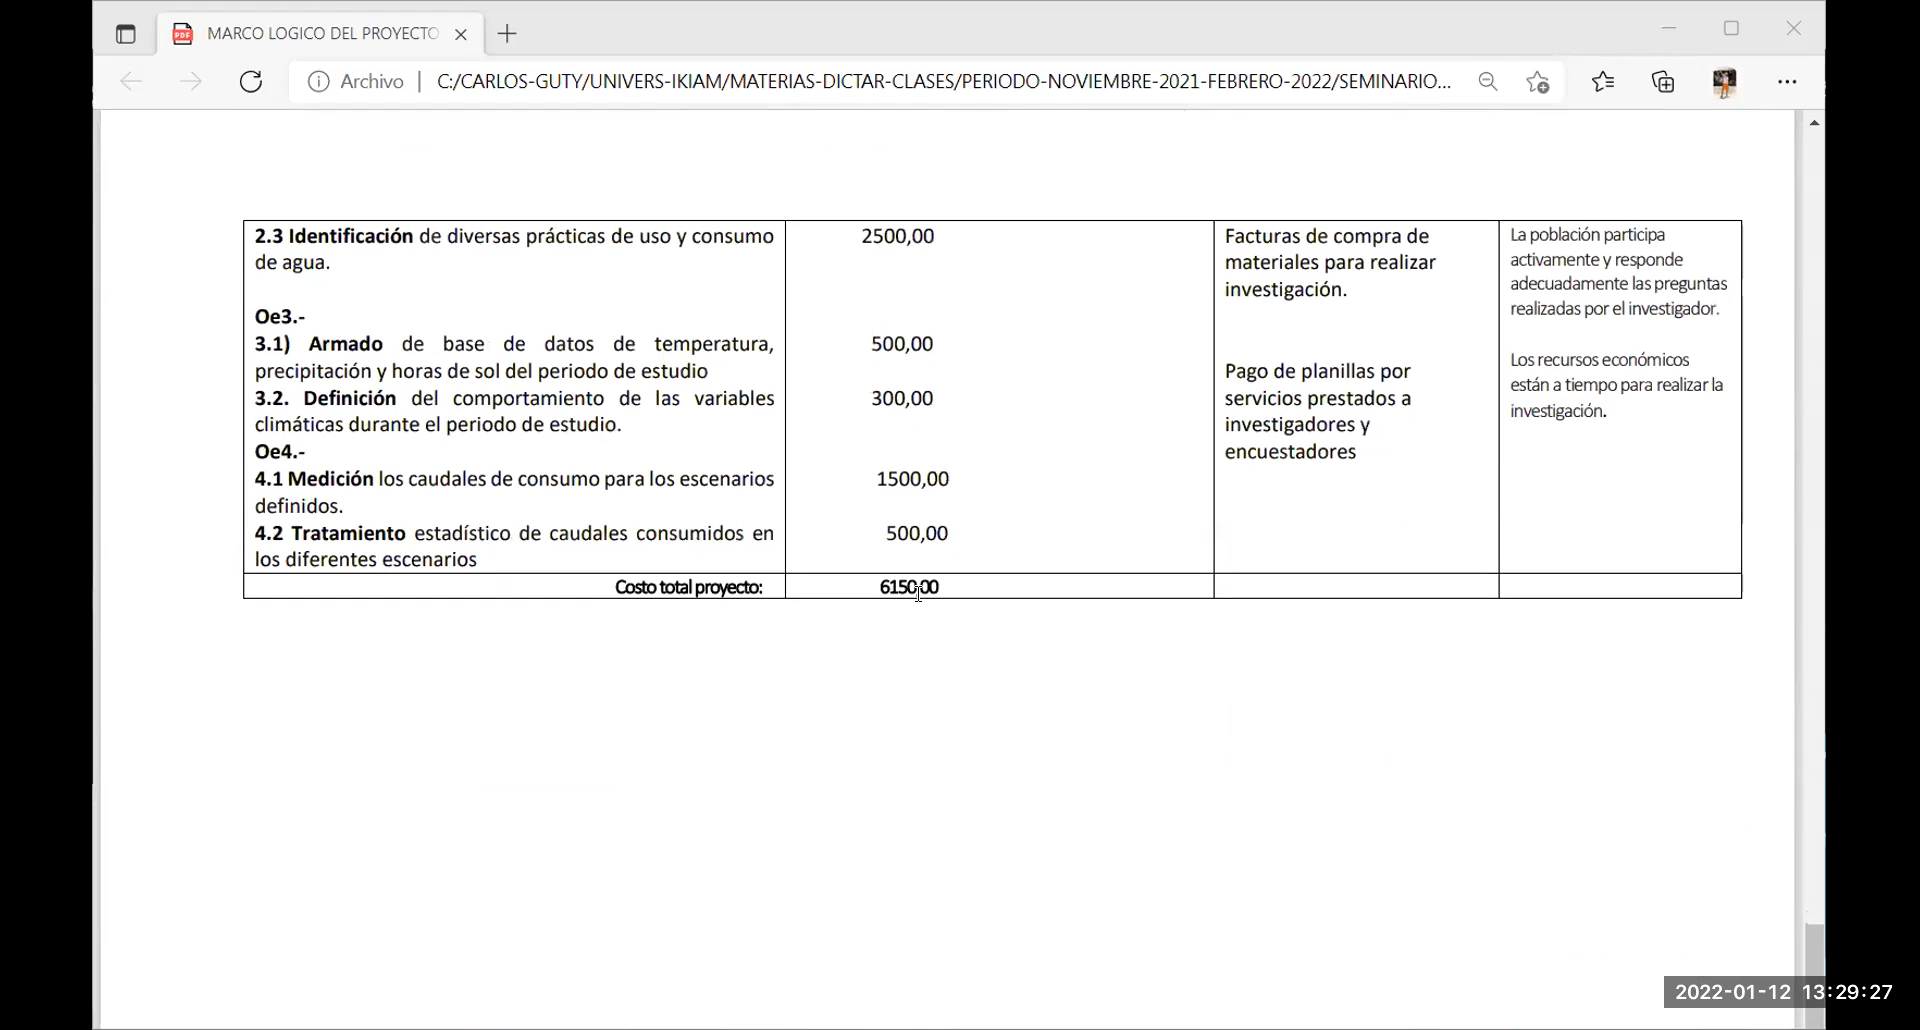 MARCO LOGICO DEL PROYECTO
Archivo | C:/CARLOS-GUTY/UNIVERS-IKIAM/MATERIAS-DICTAR-CLASES/PERIODO-NOVIEMBRE-2021-FEBRERO-2022/SEMINARIO...
2.3 Identificación de diversas prácticas de uso y consumo
de agua.
Oe3.-
3.1) Armado de base de datos de temperatura,
precipitación y horas de sol del periodo de estudio
3.2. Definición del comportamiento de las variables
climáticas durante el periodo de estudio.
Oe4.-
4.1 Medición los caudales de consumo para los escenarios
definidos.
4.2 Tratamiento estadístico de caudales consumidos en
los diferentes escenarios
2500,00
500,00
300,00
1500,00
500,00
Facturas de compra de
materiales para realizar
investigación.
Pago de planillas por
servicios prestados a
investigadores y
encuestadores
La población participa
activamente y responde
adecuadamente las preguntas
realizadas por el investigador.
Los recursos económicos
están a tiempo para realizar la
investigación.
Costo total proyecto:
6150,00
2022-01-12 13:29:27